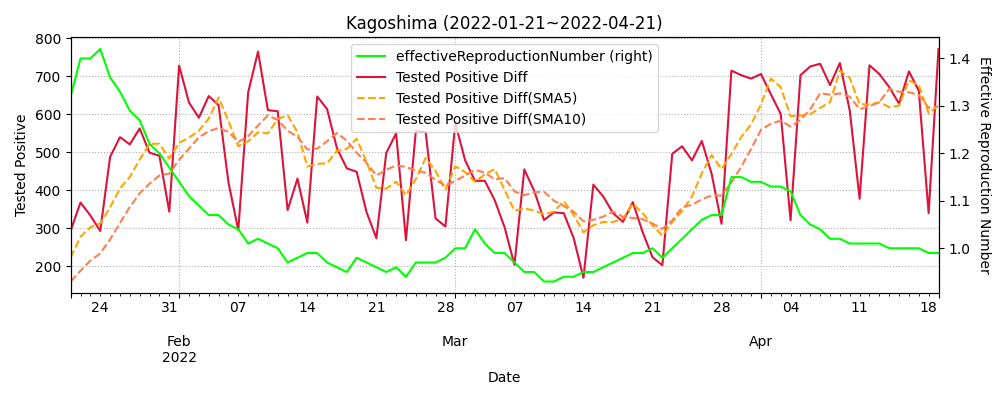 Kagoshima (2022-01-21~2022-04-21)
effectiveReproductionNumber (right)
Tested Positive Diff
Tested Positive Diff(SMA5)
Tested Positive Diff(SMA10)
Tested Positive
800
700
600
500
400
300
200
Effective Reproduction Number
1.4
1.3
1.2
1.1
1.0
24 31 07 14 21 28 07 14 21 28 04 11 18
Feb Mar Apr
2022
Date